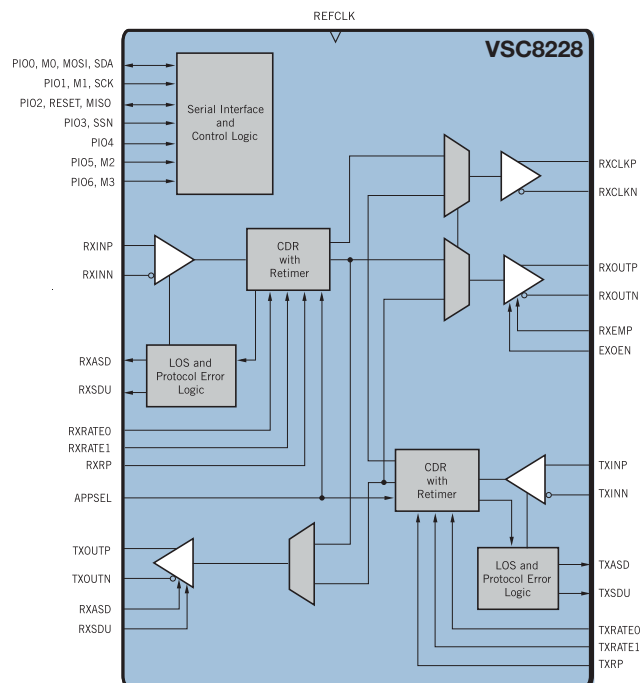 REFCLK
VSC8228
PIO0, M0, MOSI, SDA
PIO1, M1, SCK
PIO2, RESET, MISO
PIO3, SSN
PIO4
PIO5, M2
PIO6, M3
Serial Interface
and
Control Logic
RXCLKP
RXCLKN
RXINP
RXINN
CDR
with
Retimer
RXOUTP
RXOUTN
RXEMP
EXOEN
RXASD
RXSDU
LOS and
Protocol Error
Logic
RXRATE0
RXRATE1
RXRP
APPSEL
CDR
with
Retimer
TXINP
TXINN
TXOUTP
TXOUTN
RXASD
RXSDU
LOS and
Protocol Error
Logic
TXASD
TXSDU
TXRATE0
TXRATE1
TXRP